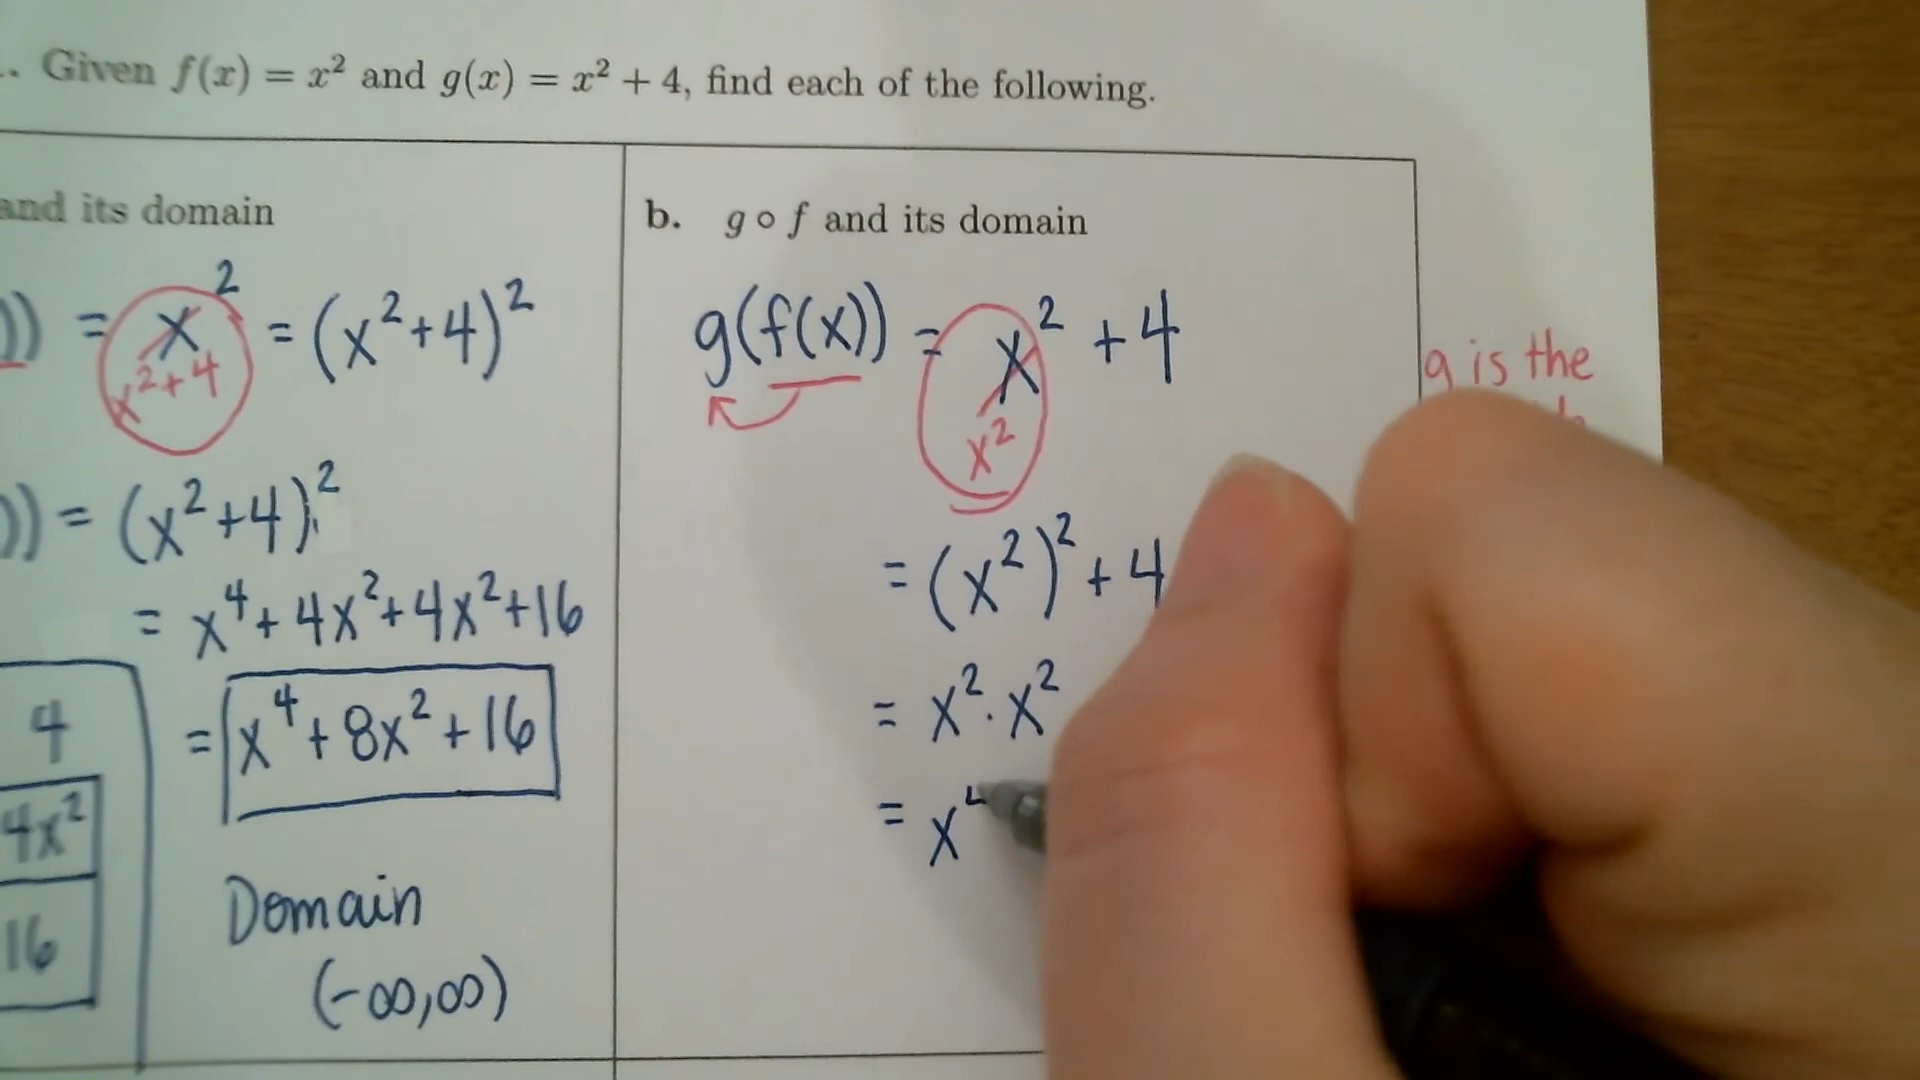 . Given f(x) = x² and g(x) = x² + 4, find each of the following.
and its domain
)) = x² = (x²+4)²
x²+4
)) = (x²+4)²
= x⁴ + 4x² + 4x² + 16
= x⁴ + 8x² + 16
4
4x²
16
Domain
(-∞,∞)
b. g ∘ f and its domain
g(f(x)) = x² + 4
x²
= (x²)² + 4
= x² · x²
= x⁴
g is the